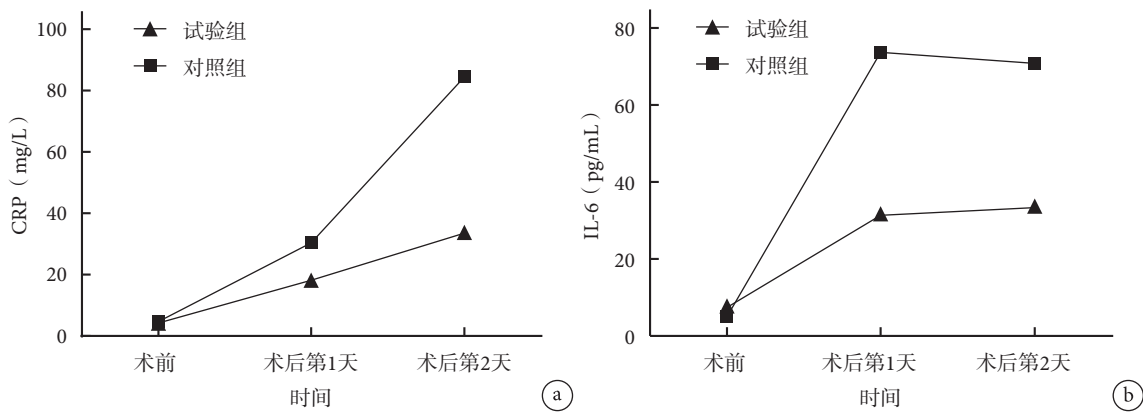 CRP（mg/L）
100
80
60
40
20
0
试验组
对照组
术前
术后第1天
术后第2天
时间
a
IL-6（pg/mL）
80
60
40
20
0
试验组
对照组
术前
术后第1天
术后第2天
时间
b